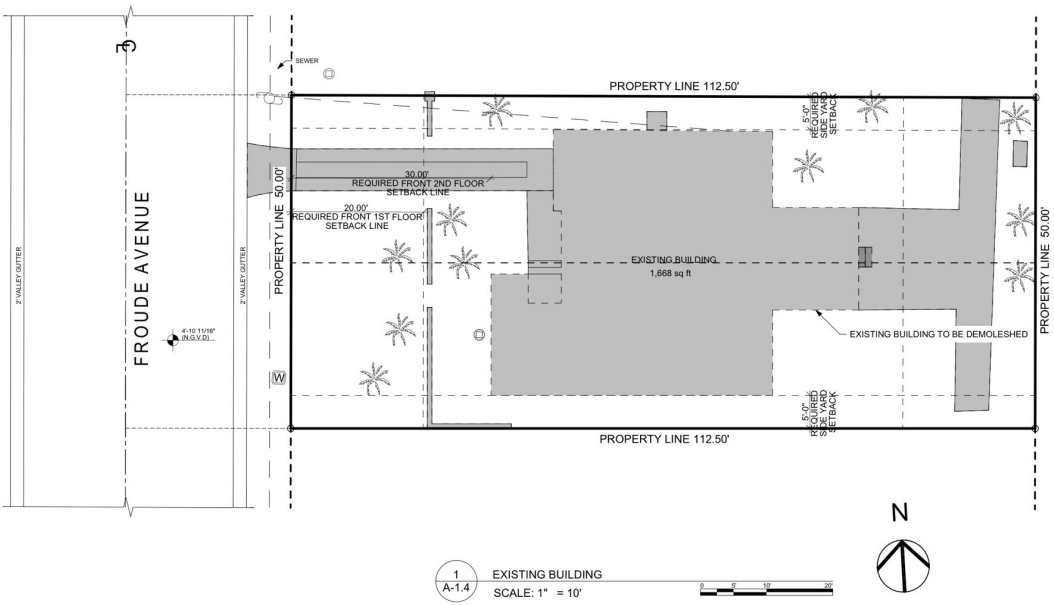 ℄
SEWER
PROPERTY LINE 112.50'
5'-0"
REQUIRED
SIDE YARD
SETBACK
30.00'
REQUIRED FRONT 2ND FLOOR
SETBACK LINE
20.00'
REQUIRED FRONT 1ST FLOOR
SETBACK LINE
PROPERTY LINE 50.00'
2' VALLEY GUTTER
FROUDE AVENUE
2' VALLEY GUTTER
4'-10 11/16"
(N.G.V.D)
EXISTING BUILDING
1,668 sq ft
PROPERTY LINE 50.00'
EXISTING BUILDING TO BE DEMOLESHED
W
5'-0"
REQUIRED
SIDE YARD
SETBACK
PROPERTY LINE 112.50'
N
1
A-1.4
EXISTING BUILDING
SCALE: 1" = 10'
0 5' 10' 20'